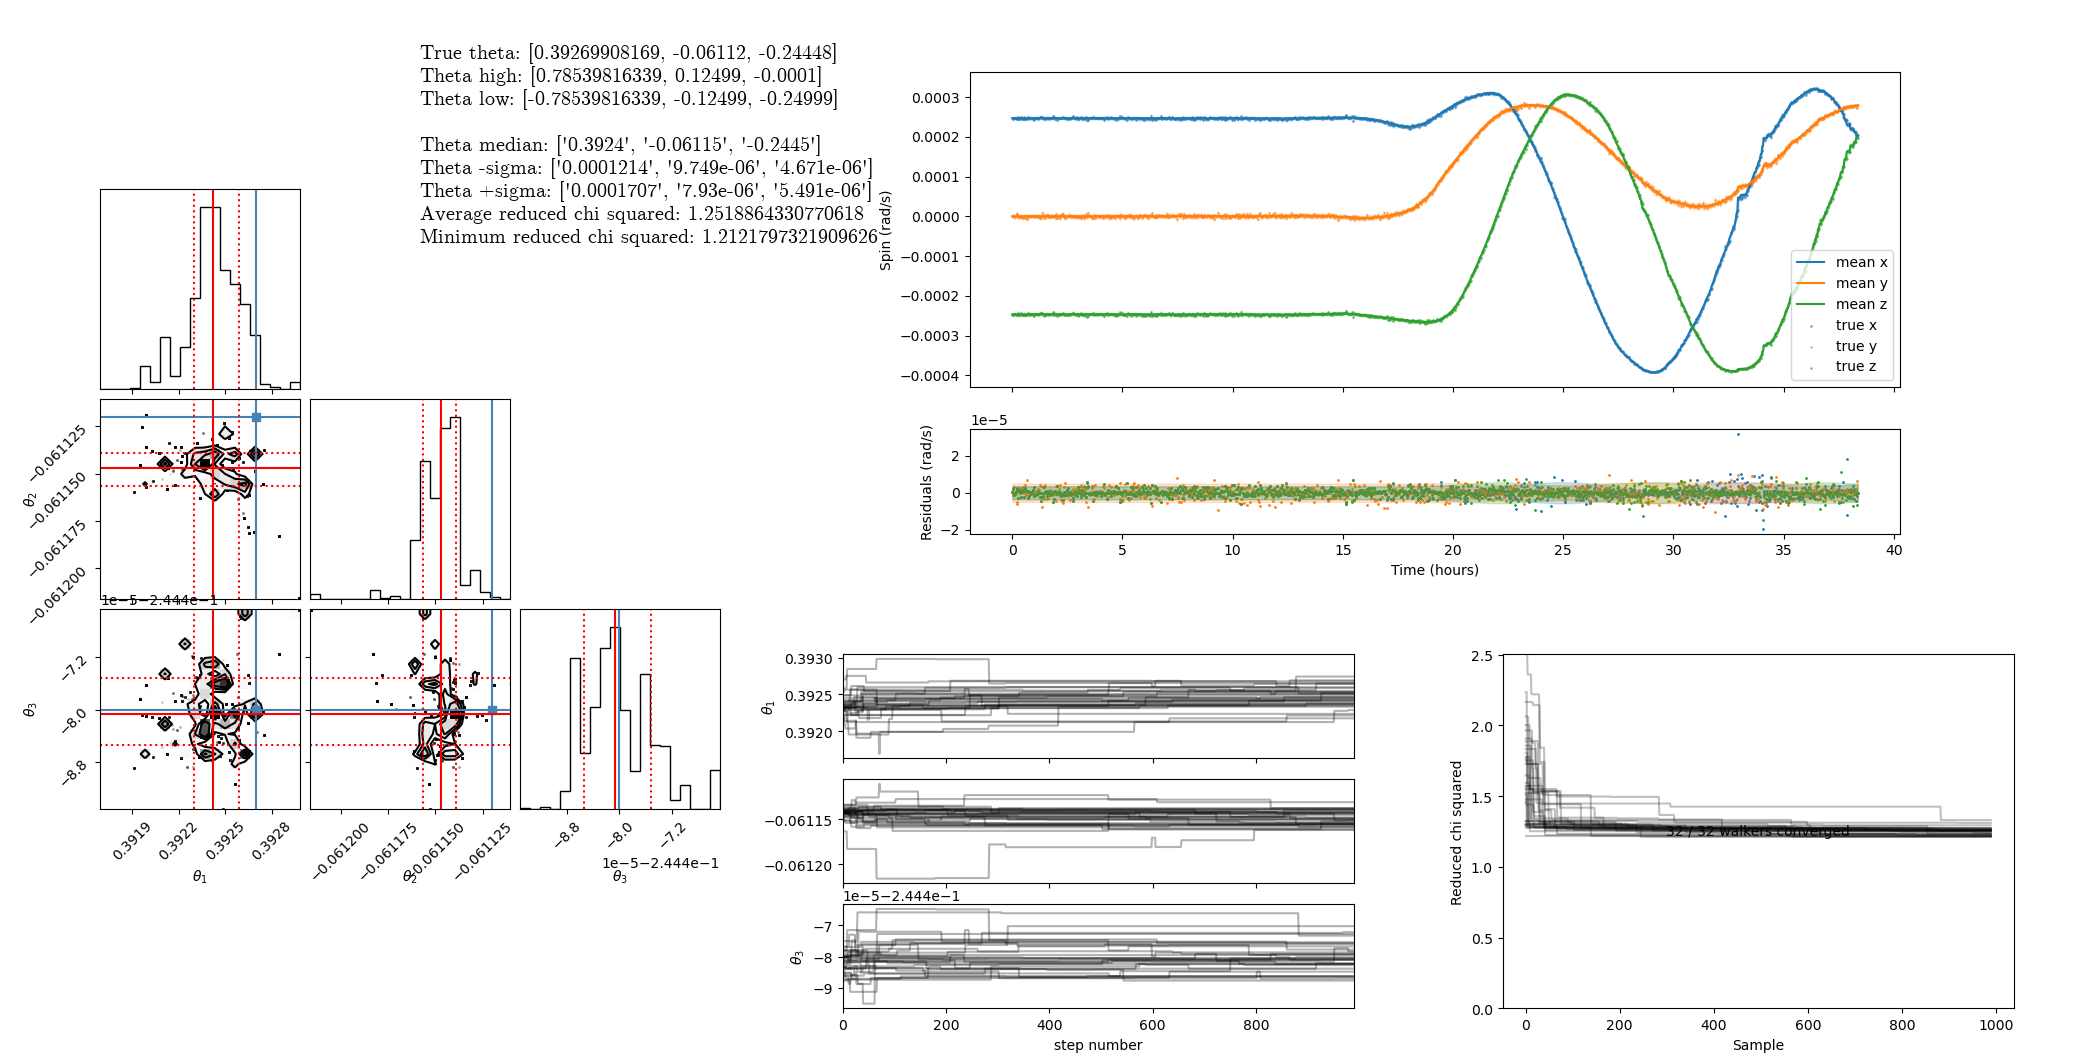 True theta: [0.39269908169, -0.06112, -0.24448]
Theta high: [0.78539816339, 0.12499, -0.0001]
Theta low: [-0.78539816339, -0.12499, -0.24999]
Theta median: ['0.3924', '-0.06115', '-0.2445']
Theta -sigma: ['0.0001214', '9.749e-06', '4.671e-06']
Theta +sigma: ['0.0001707', '7.93e-06', '5.491e-06']
Average reduced chi squared: 1.2518864330770618
Minimum reduced chi squared: 1.2121797321909626
Spin (rad/s)
0.0003
0.0002
0.0001
0.0000
−0.0001
−0.0002
−0.0003
−0.0004
mean x
mean y
mean z
true x
true y
true z
1e−5
Residuals (rad/s)
2
0
−2
0 5 10 15 20 25 30 35 40
Time (hours)
θ2
−0.061125
−0.061150
−0.061175
−0.061200
1e−5−2.444e−1
θ3
−7.2
−8.0
−8.8
0.3919 0.3922 0.3925 0.3928
θ1
−0.061200 −0.061175 −0.061150 −0.061125
θ2
−8.8 −8.0 −7.2
1e−5−2.444e−1
θ3
θ1
0.3930
0.3925
0.3920
−0.06115
−0.06120
1e−5−2.444e−1
θ3
−7
−8
−9
0 200 400 600 800
step number
Reduced chi squared
2.5
2.0
1.5
1.0
0.5
0.0
32 / 32 walkers converged
0 200 400 600 800 1000
Sample